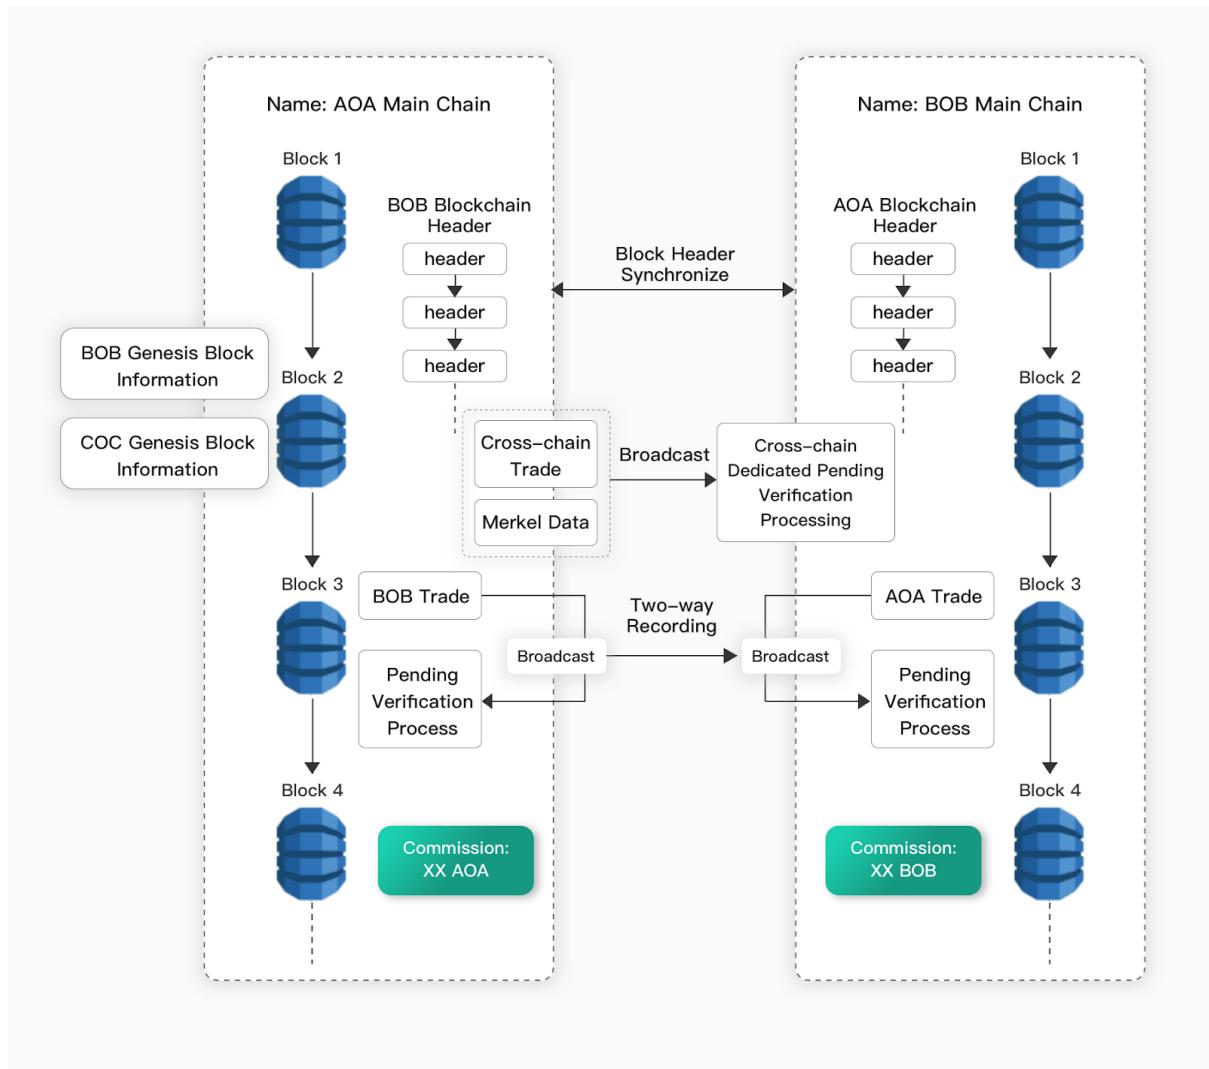 Name: AOA Main Chain
Block 1
BOB Blockchain
Header
header
header
header
BOB Genesis Block
Information
Block 2
COC Genesis Block
Information
Cross-chain
Trade
Merkel Data
Block 3
BOB Trade
Broadcast
Pending
Verification
Process
Block 4
Commission:
XX AOA
Block Header
Synchronize
Broadcast
Two-way
Recording
Name: BOB Main Chain
Block 1
AOA Blockchain
Header
header
header
header
Block 2
Cross-chain
Dedicated Pending
Verification
Processing
Block 3
AOA Trade
Broadcast
Pending
Verification
Process
Block 4
Commission:
XX BOB